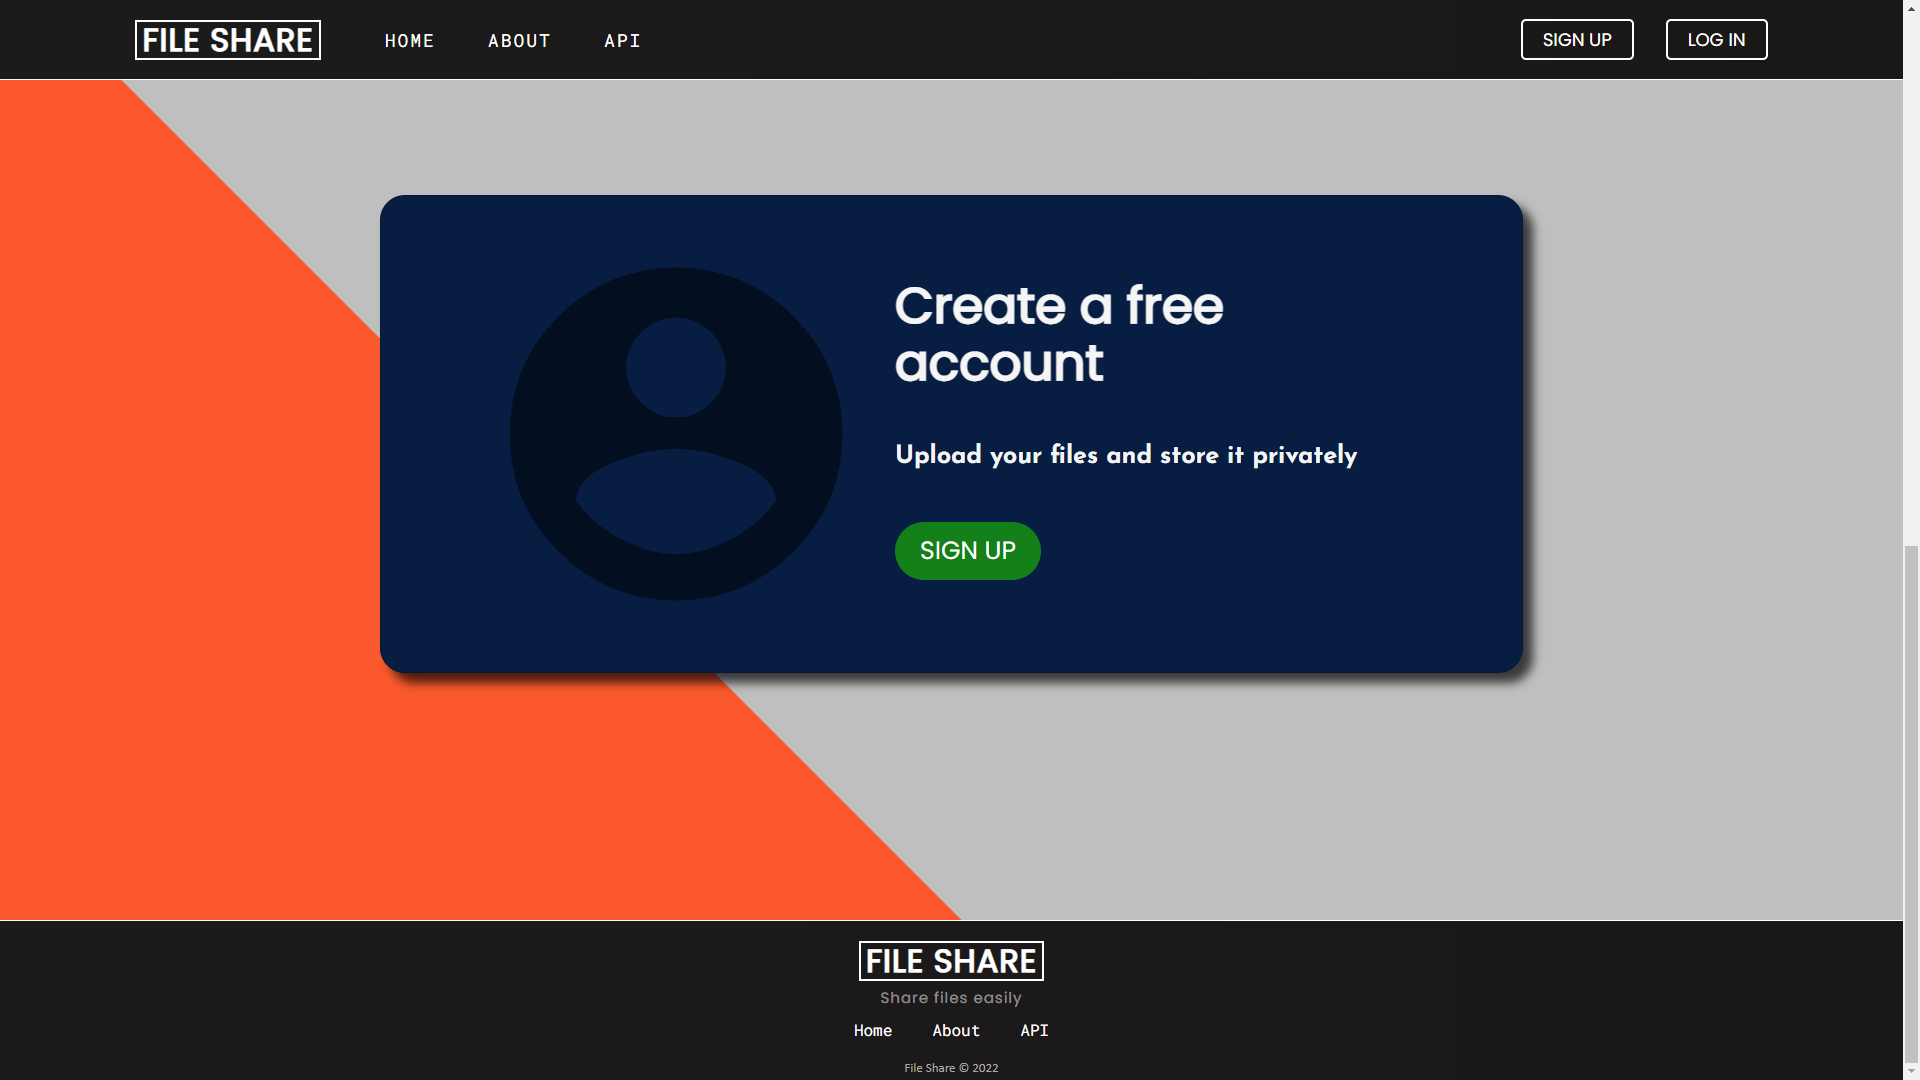 FILE SHARE
HOME ABOUT API
SIGN UP LOG IN
Create a free
account
Upload your files and store it privately
SIGN UP
FILE SHARE
Share files easily
Home About API
File Share © 2022